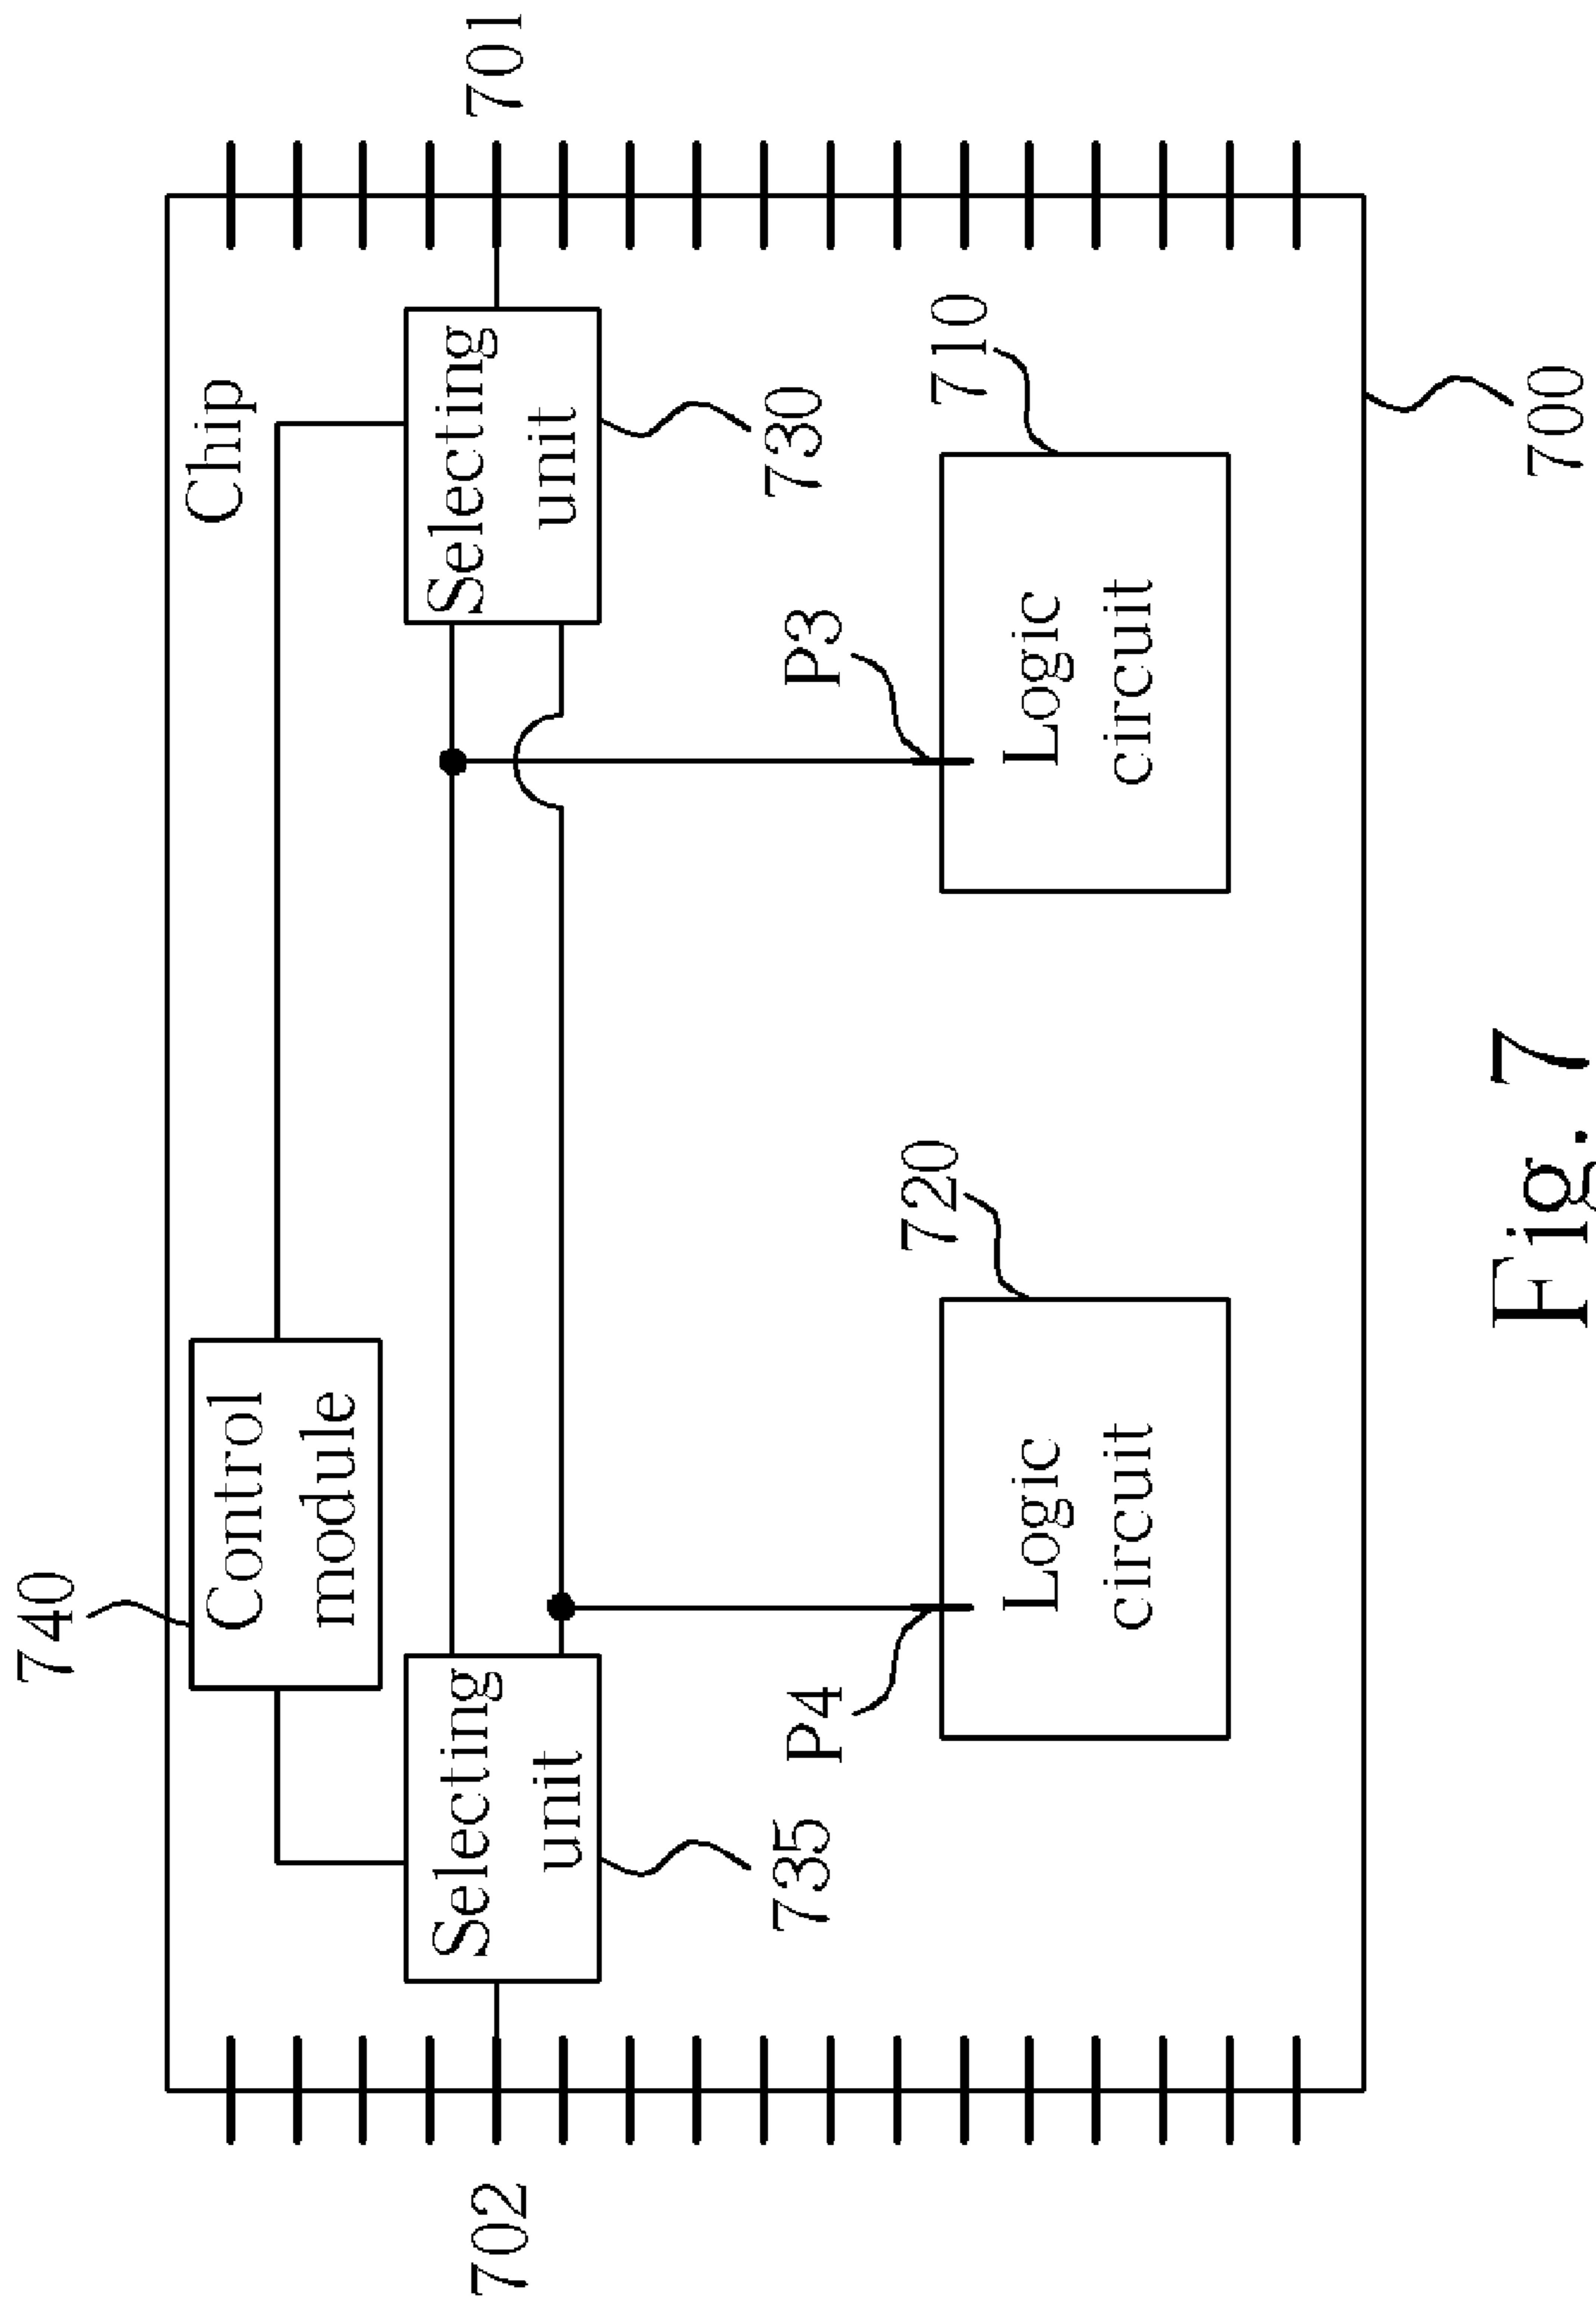 740
Control
module
Chip
702
701
Selecting
unit
Selecting
unit
735
730
P4
P3
720
710
Logic
circuit
Logic
circuit
700
Fig. 7